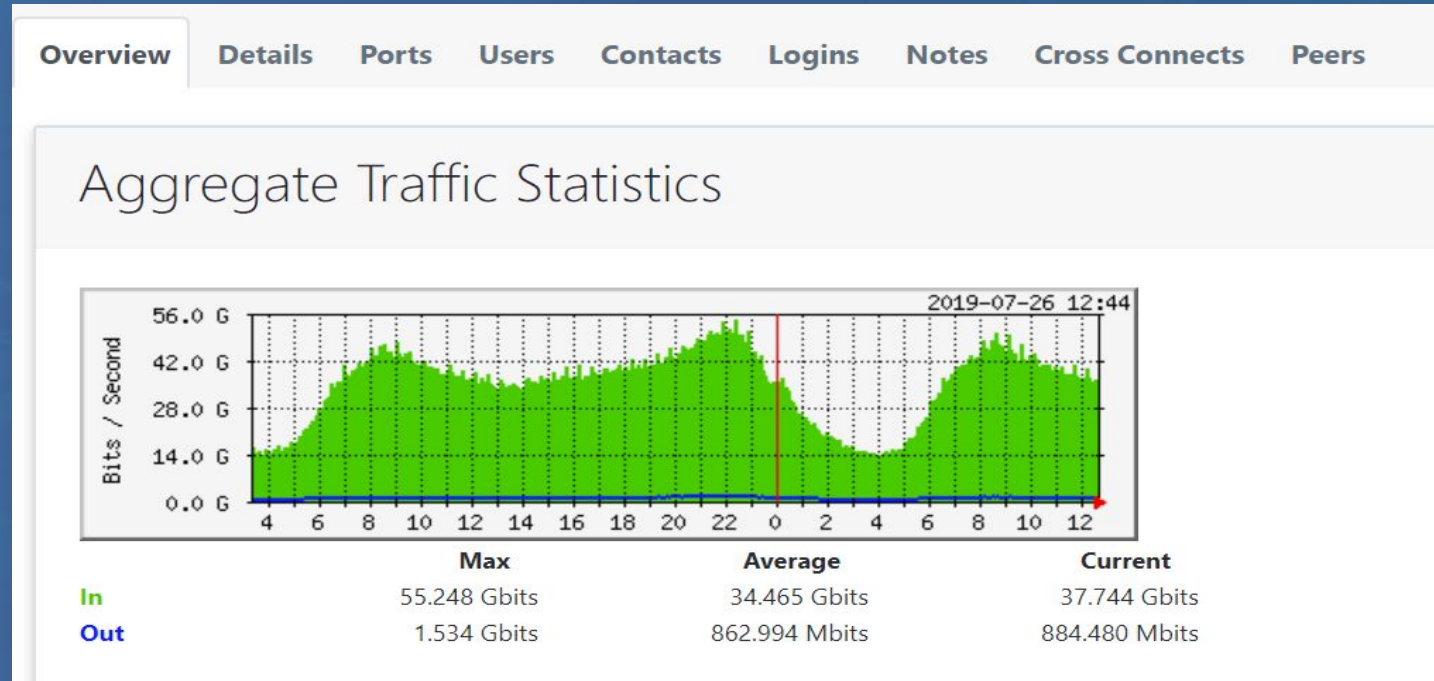 Overview Details Ports Users Contacts Logins Notes Cross Connects Peers
Aggregate Traffic Statistics
2019-07-26 12:44
Bits / Second
56.0 G
42.0 G
28.0 G
14.0 G
0.0 G
4 6 8 10 12 14 16 18 20 22 0 2 4 6 8 10 12
Max Average Current
In 55.248 Gbits 34.465 Gbits 37.744 Gbits
Out 1.534 Gbits 862.994 Mbits 884.480 Mbits